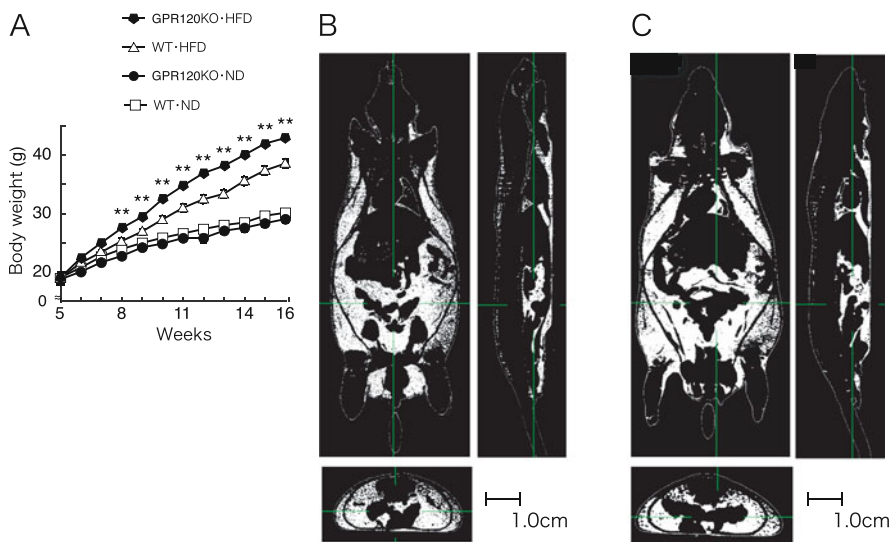 A
GPR120KO·HFD
WT·HFD
GPR120KO·ND
WT·ND
Body weight (g)
40
30
20
0
** ** ** ** ** ** ** ** **
5 8 11 14 16
Weeks
B
1.0cm
C
1.0cm